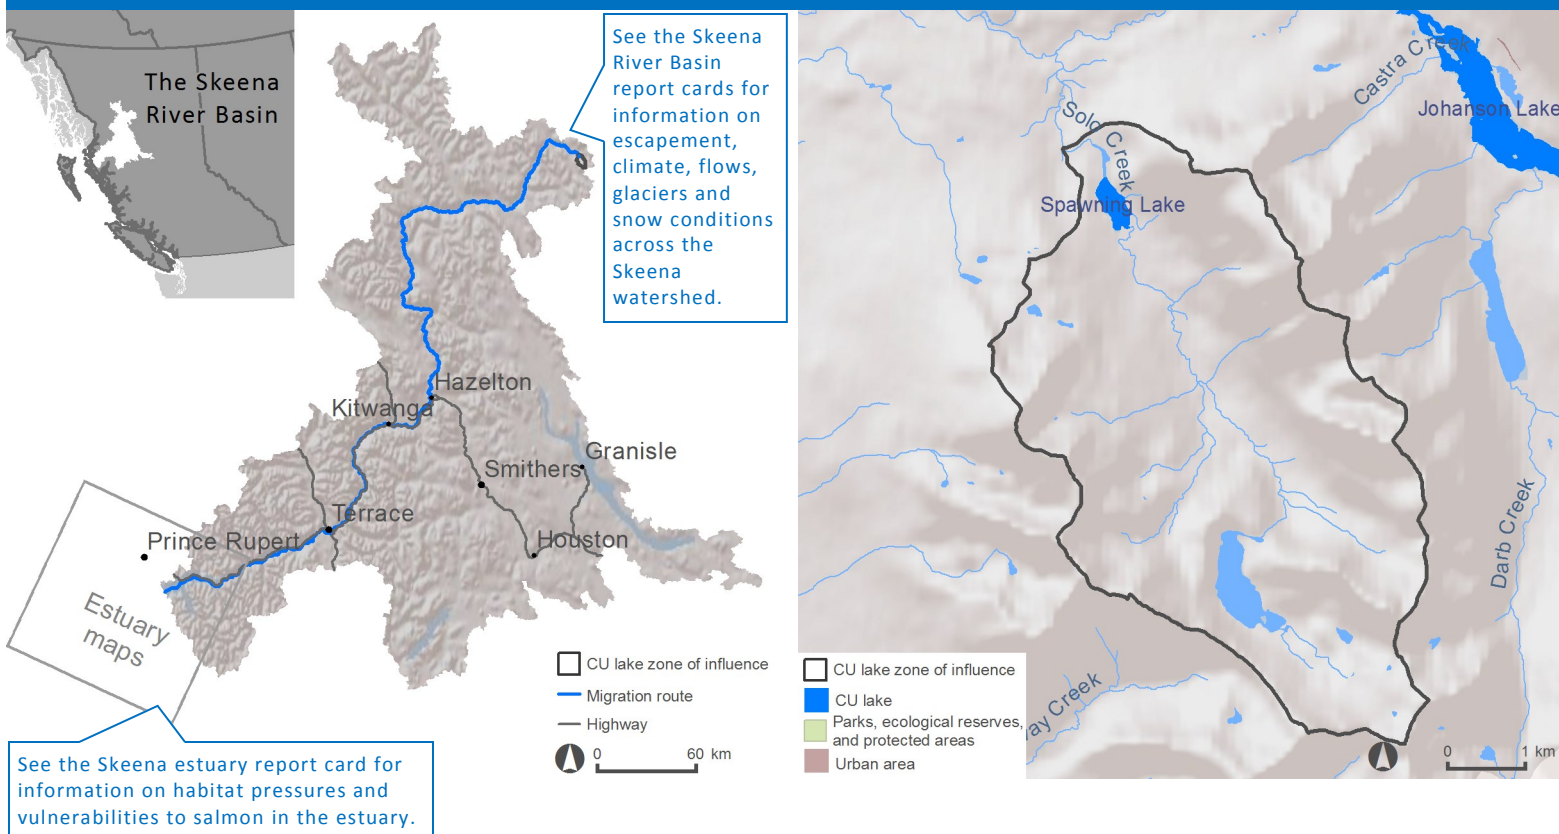 The Skeena
River Basin
See the Skeena
River Basin
report cards for
information on
escapement,
climate, flows,
glaciers and
snow conditions
across the
Skeena
watershed.
Hazelton
Kitwanga
Granisle
Smithers
Terrace
Prince Rupert
Houston
Estuary
maps
CU lake zone of influence
Migration route
Highway
0 60 km
See the Skeena estuary report card for
information on habitat pressures and
vulnerabilities to salmon in the estuary.
Castra Creek
Johanson Lake
Solo Creek
Spawning Lake
Darb Creek
ay Creek
CU lake zone of influence
CU lake
Parks, ecological reserves,
and protected areas
Urban area
0 1 km